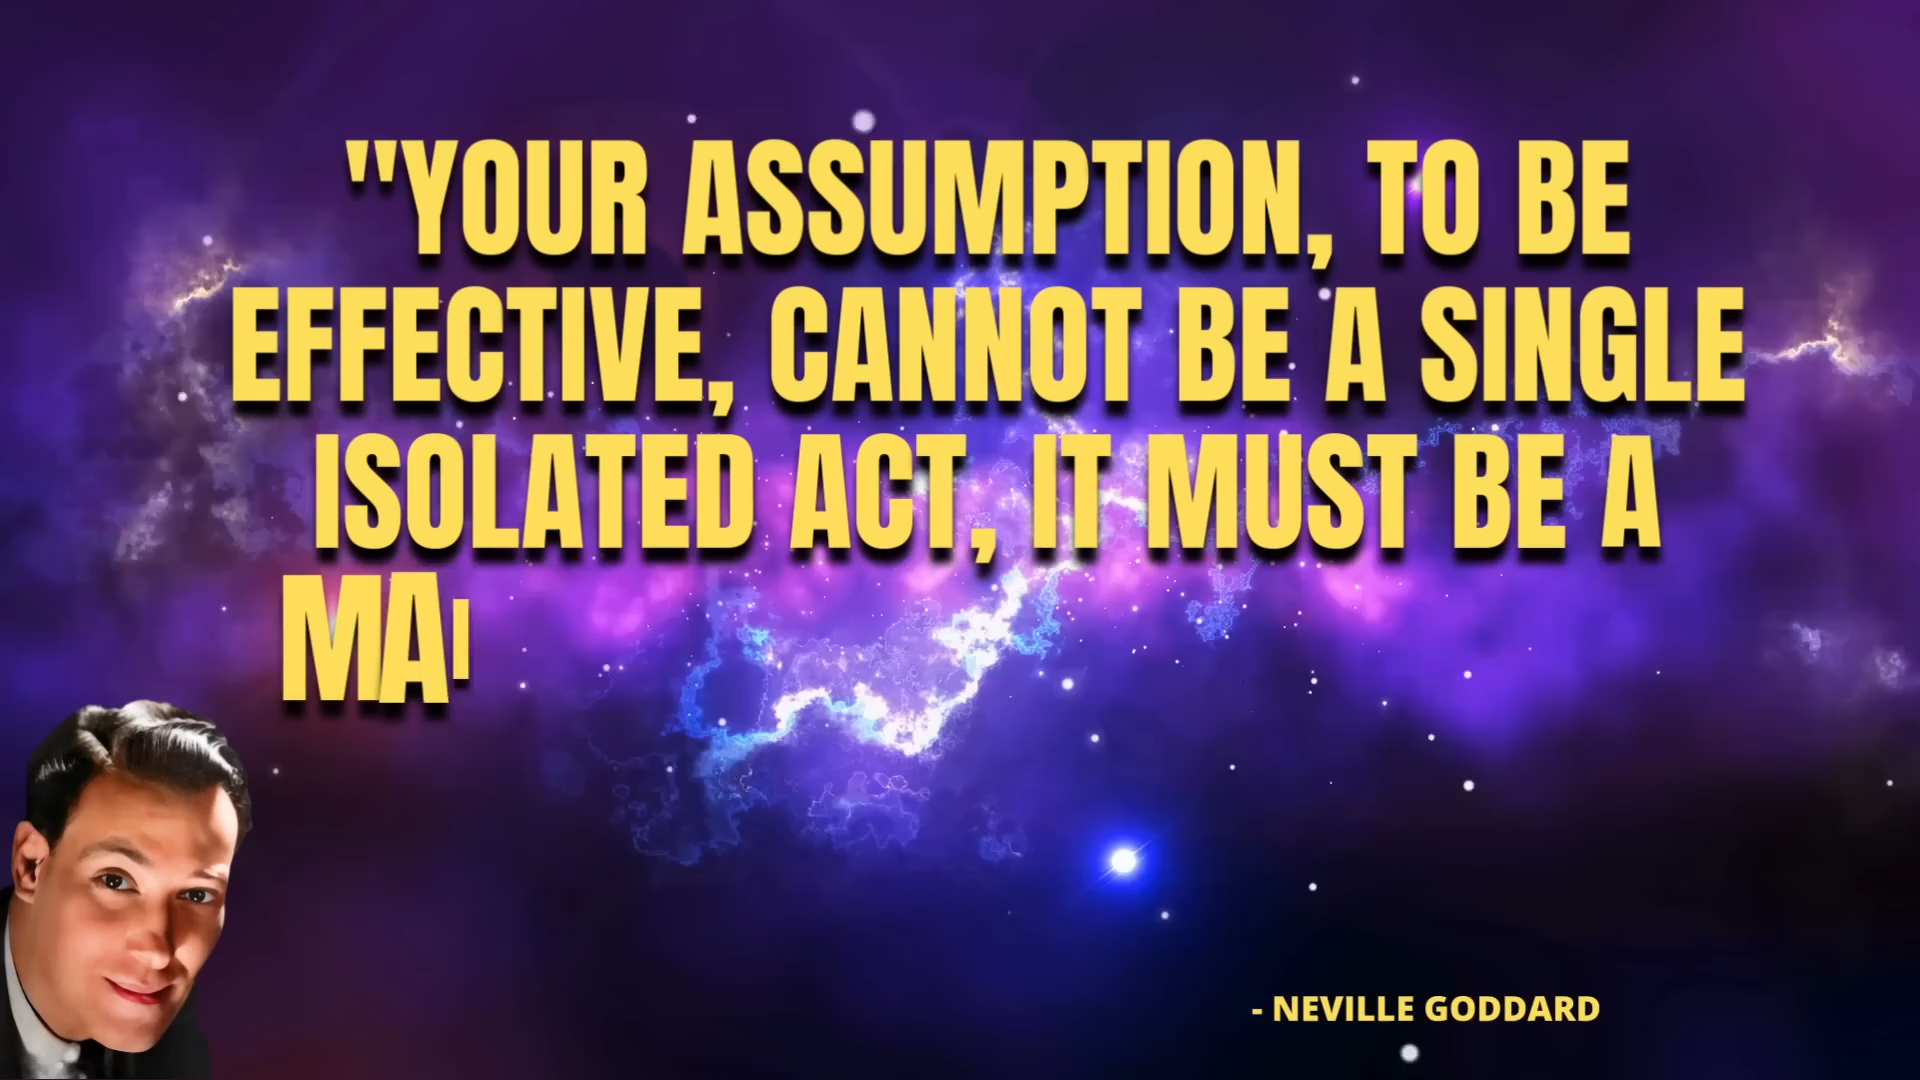 "YOUR ASSUMPTION, TO BE
EFFECTIVE, CANNOT BE A SINGLE
ISOLATED ACT, IT MUST BE A
MA
- NEVILLE GODDARD